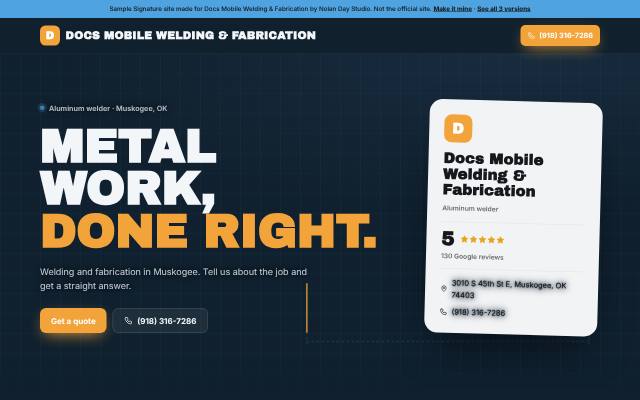 Sample Signature site made for Docs Mobile Welding & Fabrication by Nolan Day Studio. Not the official site. Make it mine · See all 3 versions
D DOCS MOBILE WELDING & FABRICATION
(918) 316-7286
Aluminum welder · Muskogee, OK
METAL
WORK,
DONE RIGHT.
Welding and fabrication in Muskogee. Tell us about the job and
get a straight answer.
Get a quote
(918) 316-7286
D
Docs Mobile
Welding &
Fabrication
Aluminum welder
5 ★★★★★
130 Google reviews
3010 S 45th St E, Muskogee, OK
74403
(918) 316-7286